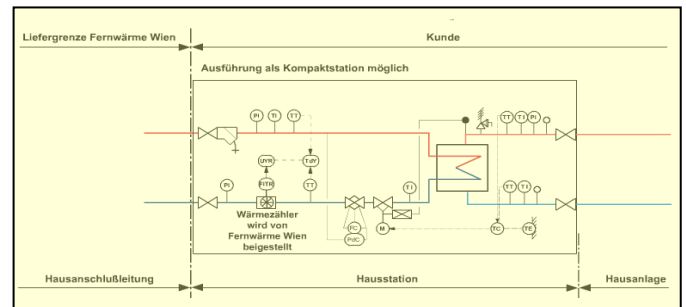 Liefergrenze Fernwärme Wien
Kunde
Ausführung als Kompaktstation möglich
PI TI TT
TT TI PI
UYR TdY
PI FITR TT TI
TT TI
Wärmezähler
wird von
Fernwärme Wien
beigestellt
FC
PdC
M
TC TE
Hausanschlußleitung
Hausstation
Hausanlage